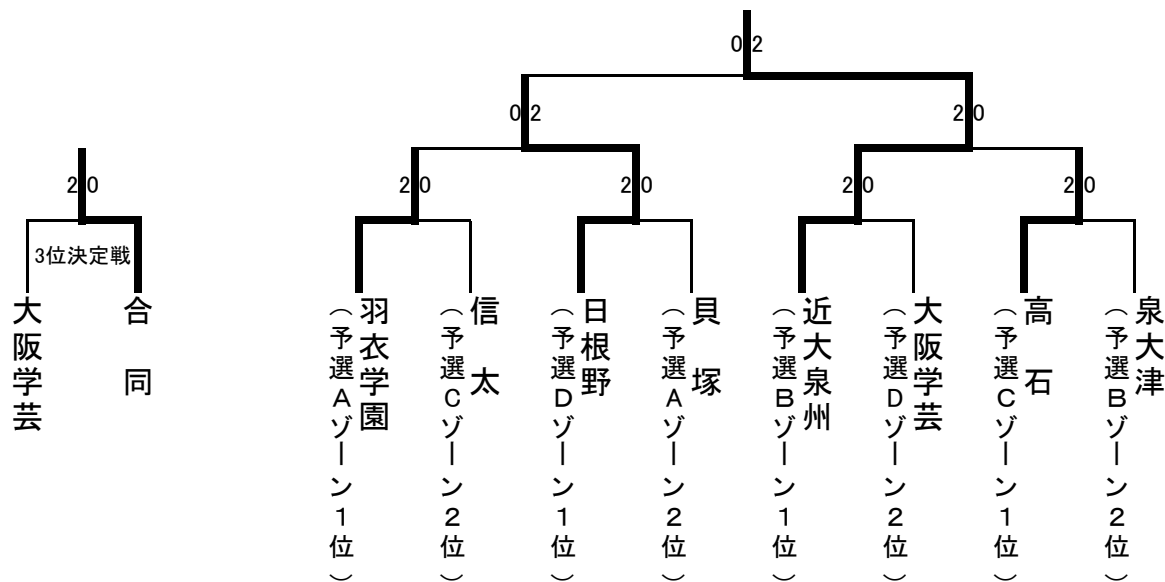 0 2
0 2
2 0
2 0
2 0
2 0
2 0
2 0
3位決定戦
大阪学芸
合同
羽衣学園
（予選Aゾーン1位）
信太
（予選Cゾーン2位）
日根野
（予選Dゾーン1位）
貝塚
（予選Aゾーン2位）
近大泉州
（予選Bゾーン1位）
大阪学芸
（予選Dゾーン2位）
高石
（予選Cゾーン1位）
泉大津
（予選Bゾーン2位）